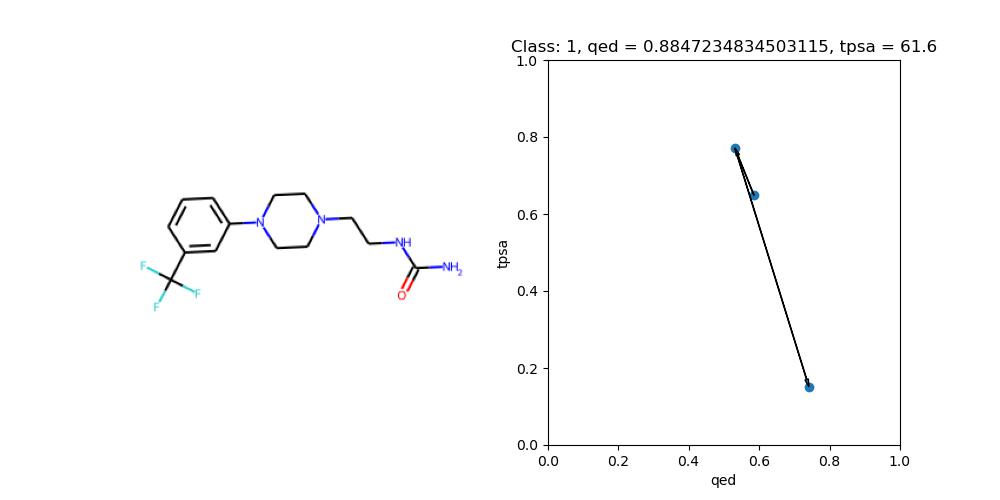 Class: 1, qed = 0.8847234834503115, tpsa = 61.6
1.0
0.8
0.6
0.4
0.2
0.0
tpsa
0.0 0.2 0.4 0.6 0.8 1.0
qed
N
N
NH
F
NH2
F
O
F